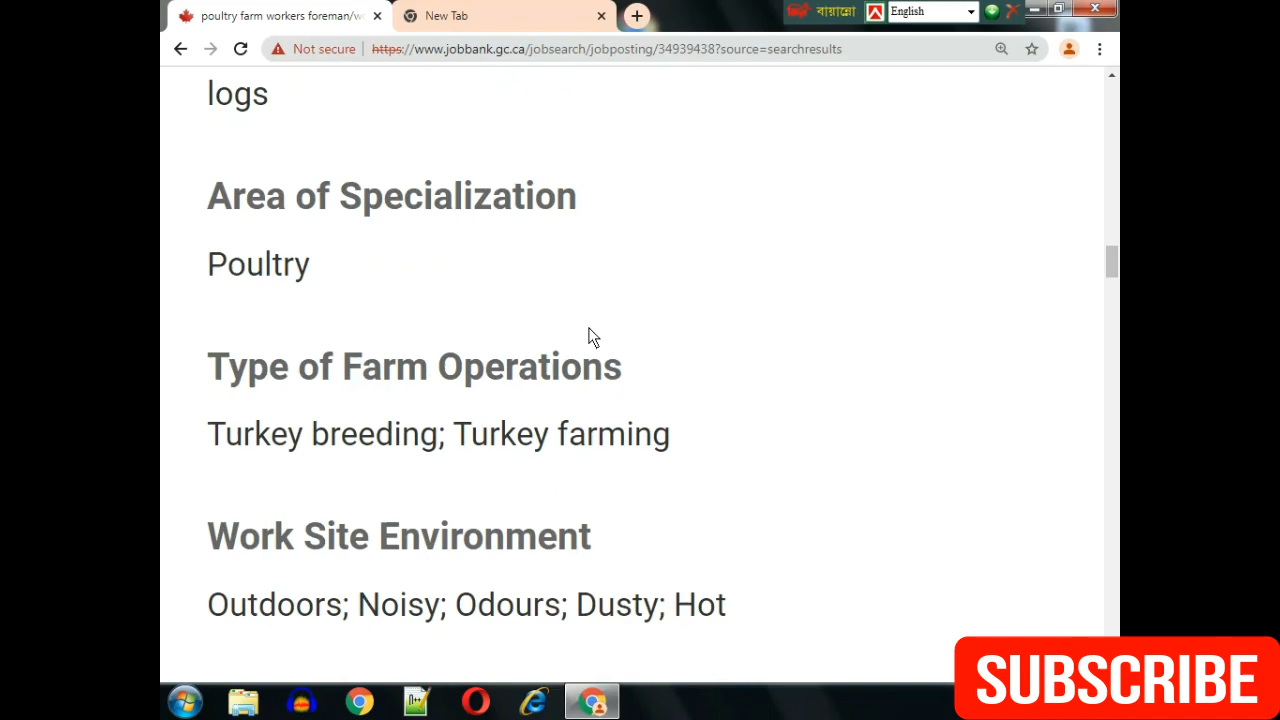 poultry farm workers foreman/w
New Tab
বায়ান্নো
English
Not secure
https://www.jobbank.gc.ca/jobsearch/jobposting/34939438?source=searchresults
logs
Area of Specialization
Poultry
Type of Farm Operations
Turkey breeding; Turkey farming
Work Site Environment
Outdoors; Noisy; Odours; Dusty; Hot
SUBSCRIBE